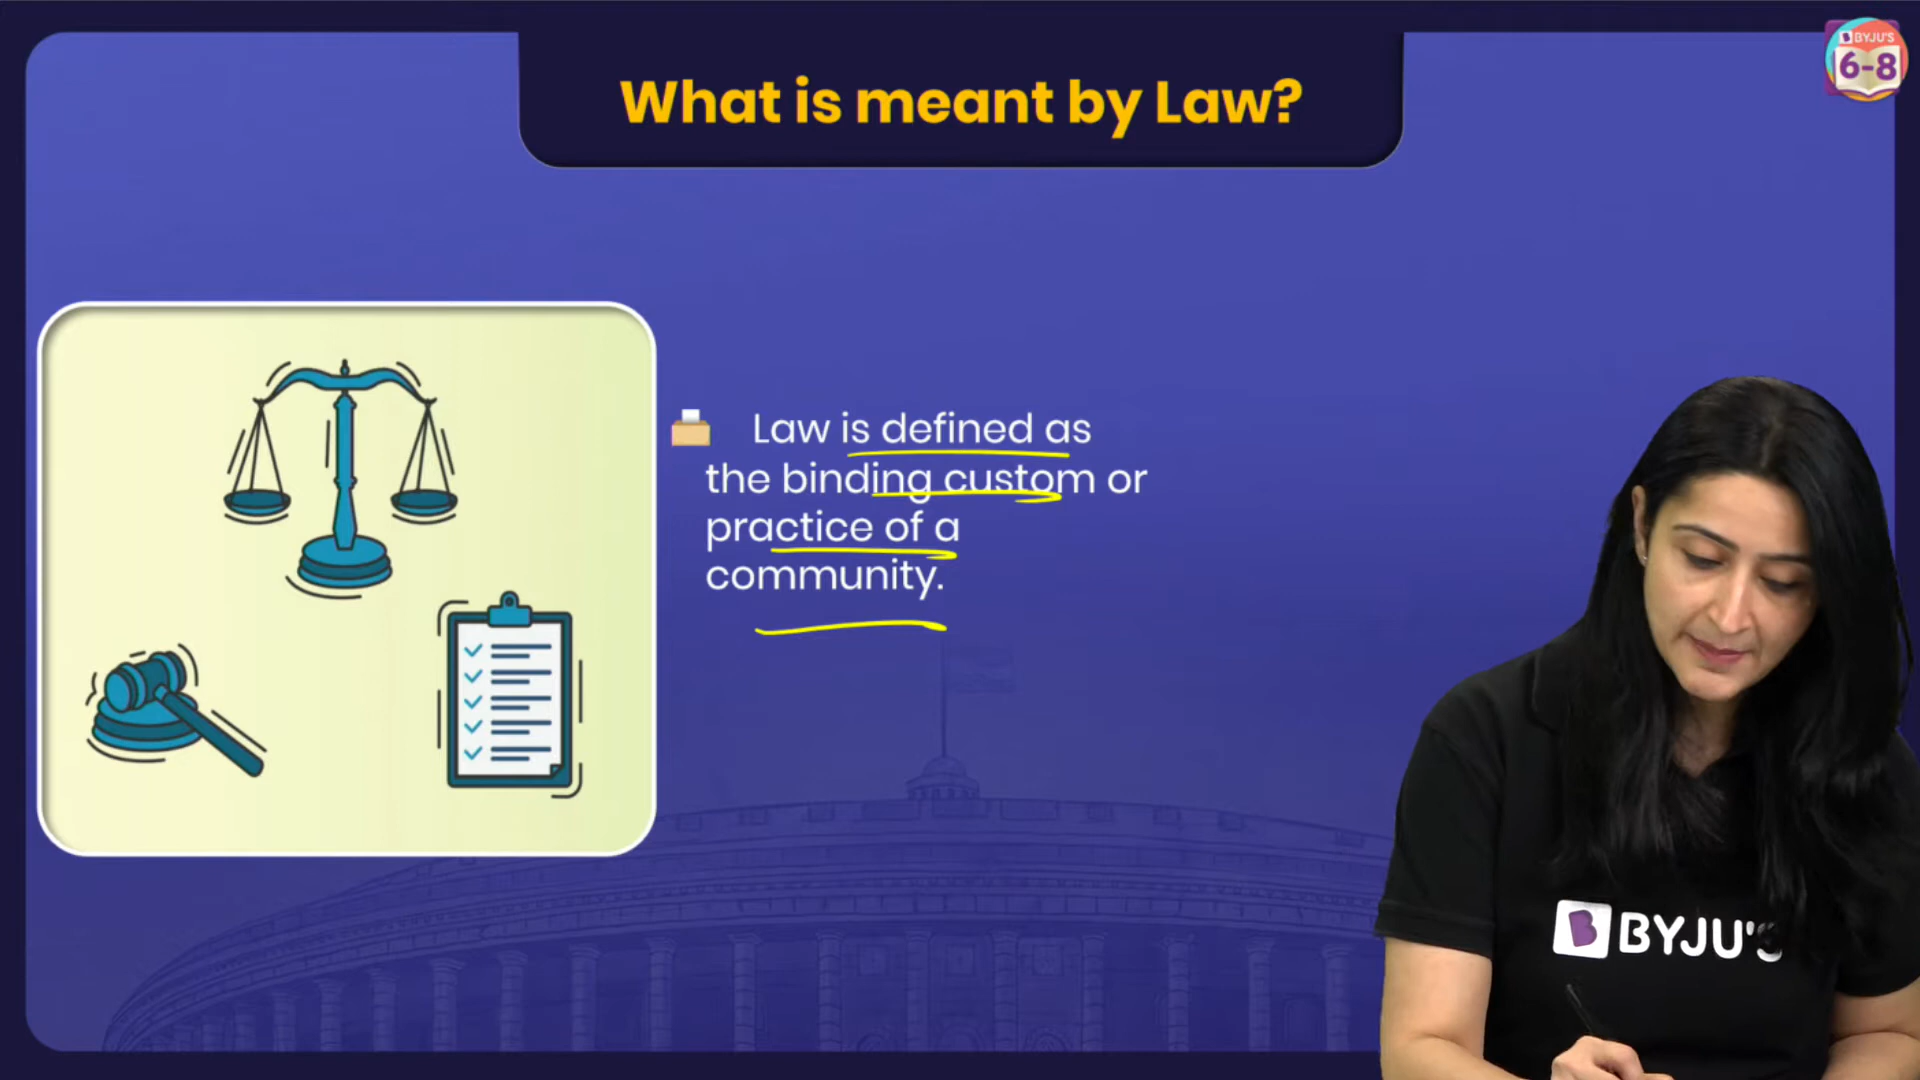 What is meant by Law?
BYJU'S
6-8
Law is defined as
the binding custom or
practice of a
community.
BYJU'S